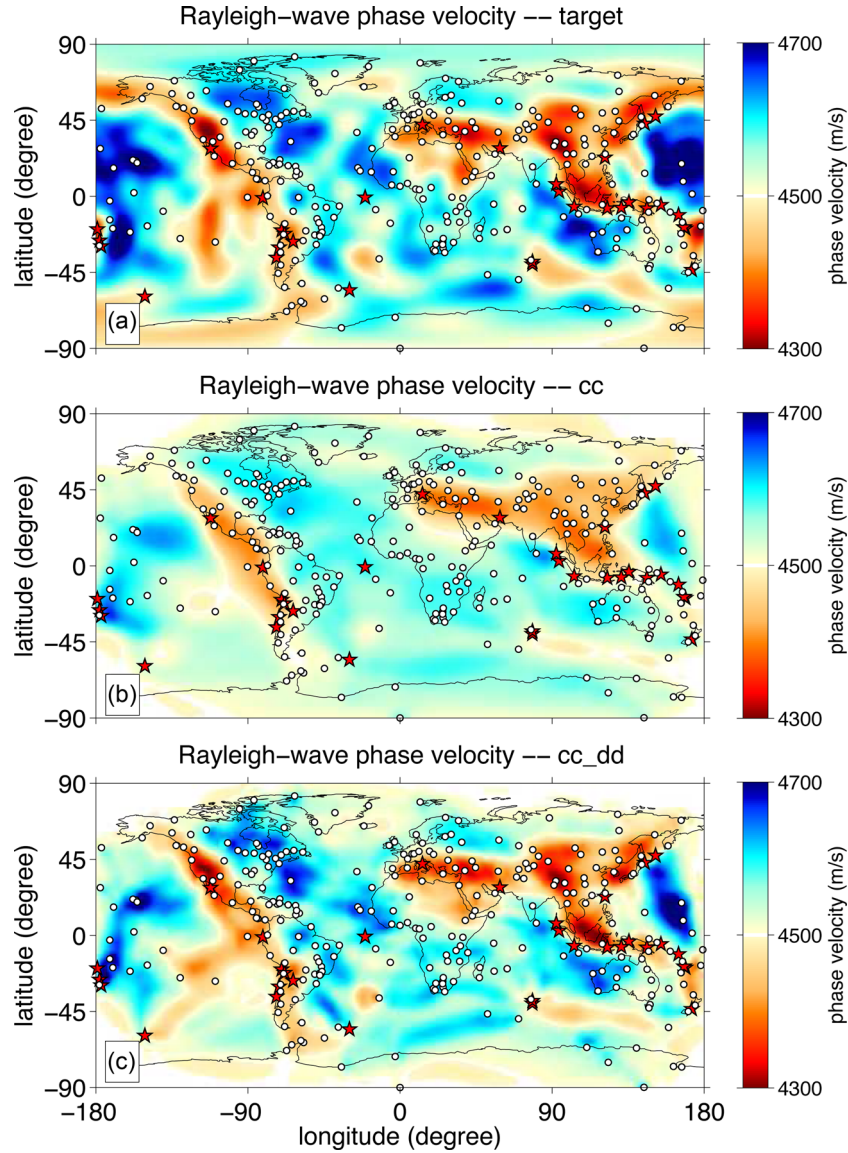 Rayleigh−wave phase velocity −− target
90
45
0
−45
−90
latitude (degree)
(a)
4700
4500
4300
phase velocity (m/s)
Rayleigh−wave phase velocity −− cc
90
45
0
−45
−90
latitude (degree)
(b)
4700
4500
4300
phase velocity (m/s)
Rayleigh−wave phase velocity −− cc_dd
90
45
0
−45
−90
latitude (degree)
(c)
4700
4500
4300
phase velocity (m/s)
−180 −90 0 90 180
longitude (degree)